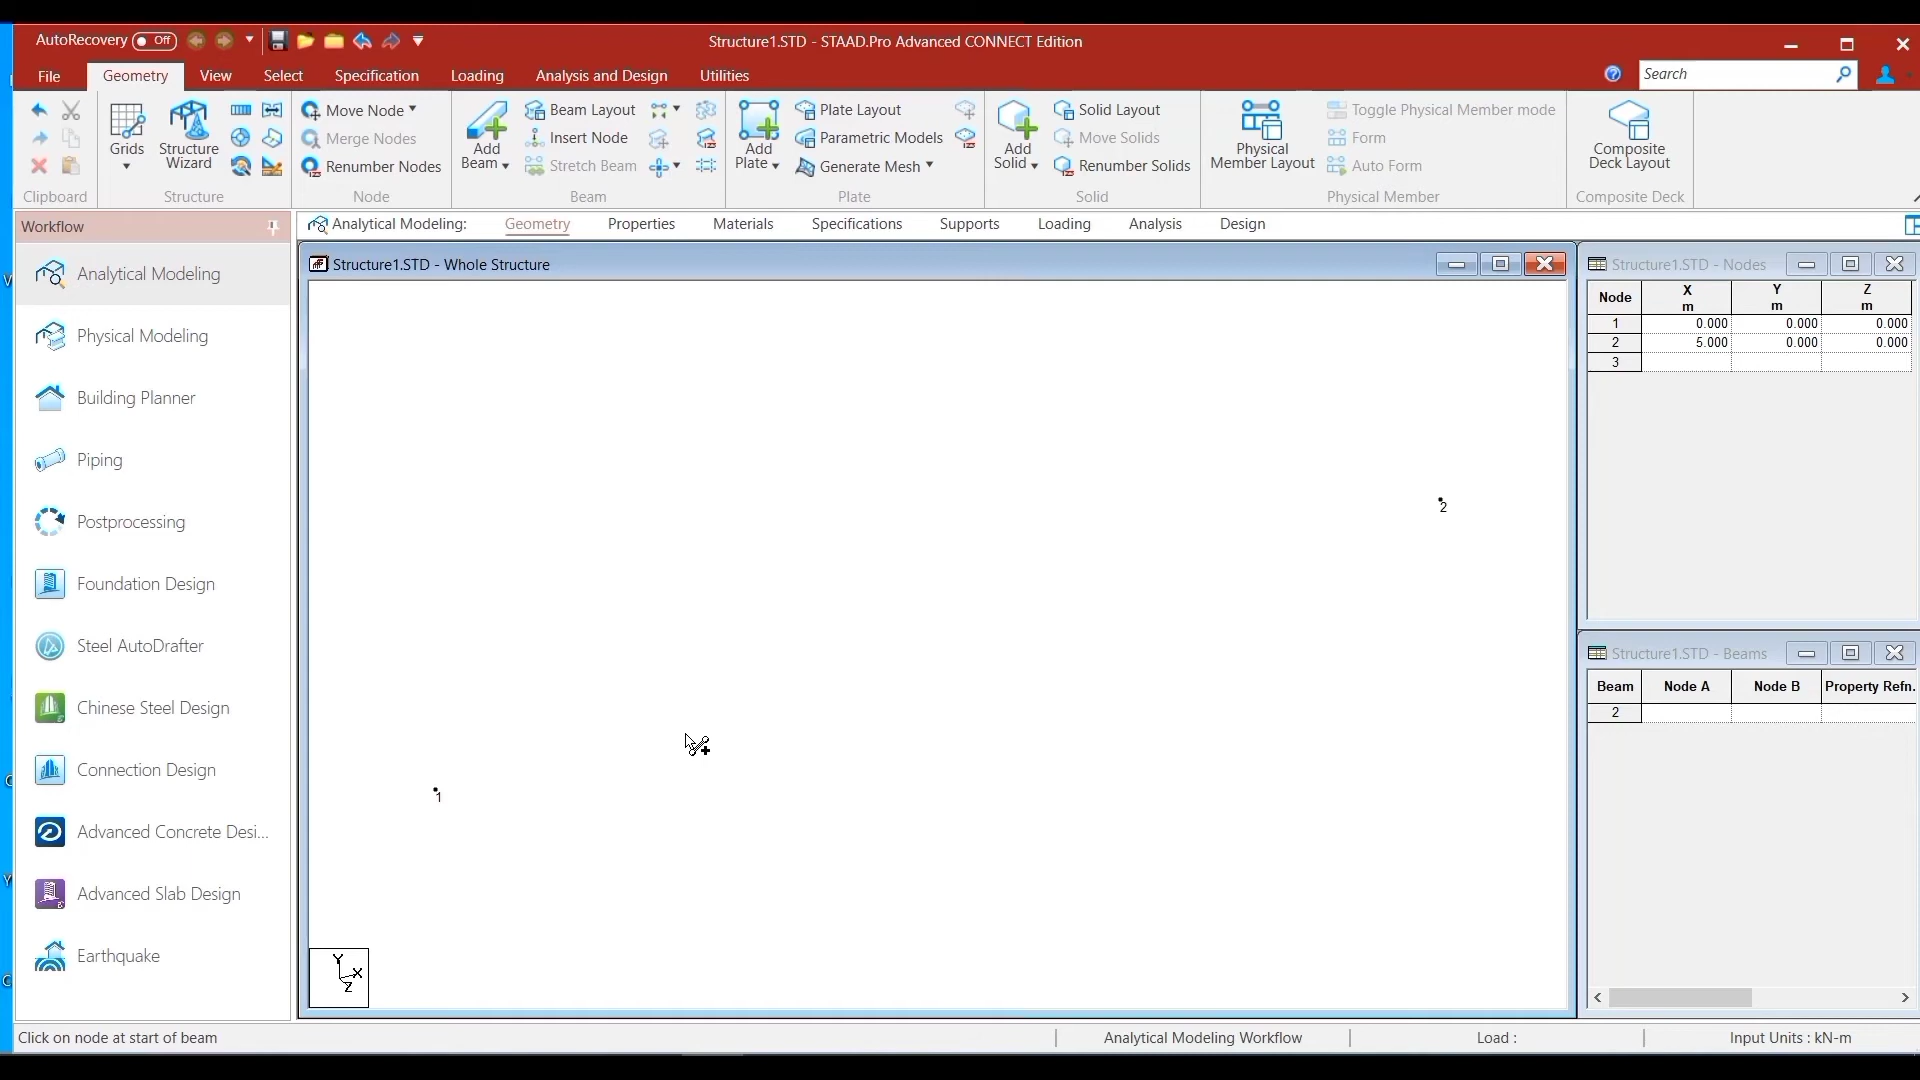 AutoRecovery Off
Structure1.STD - STAAD.Pro Advanced CONNECT Edition
File Geometry View Select Specification Loading Analysis and Design Utilities Search
Grids
Structure Wizard
Move Node
Merge Nodes
Renumber Nodes
Add Beam
Beam Layout
Insert Node
Stretch Beam
Add Plate
Plate Layout
Parametric Models
Generate Mesh
Add Solid
Solid Layout
Move Solids
Renumber Solids
Physical Member Layout
Toggle Physical Member mode
Form
Auto Form
Composite Deck Layout
Clipboard Structure Node Beam Plate Solid Physical Member Composite Deck
Workflow
Analytical Modeling: Geometry Properties Materials Specifications Supports Loading Analysis Design
Analytical Modeling
Physical Modeling
Building Planner
Piping
Postprocessing
Foundation Design
Steel AutoDrafter
Chinese Steel Design
Connection Design
Advanced Concrete Desi...
Advanced Slab Design
Earthquake
Structure1.STD - Whole Structure
2
1
Y
X
Z
Structure1.STD - Nodes
Node X m Y m Z m
1 0.000 0.000 0.000
2 5.000 0.000 0.000
3
Structure1.STD - Beams
Beam Node A Node B Property Refn.
2
Click on node at start of beam
Analytical Modeling Workflow
Load :
Input Units : kN-m